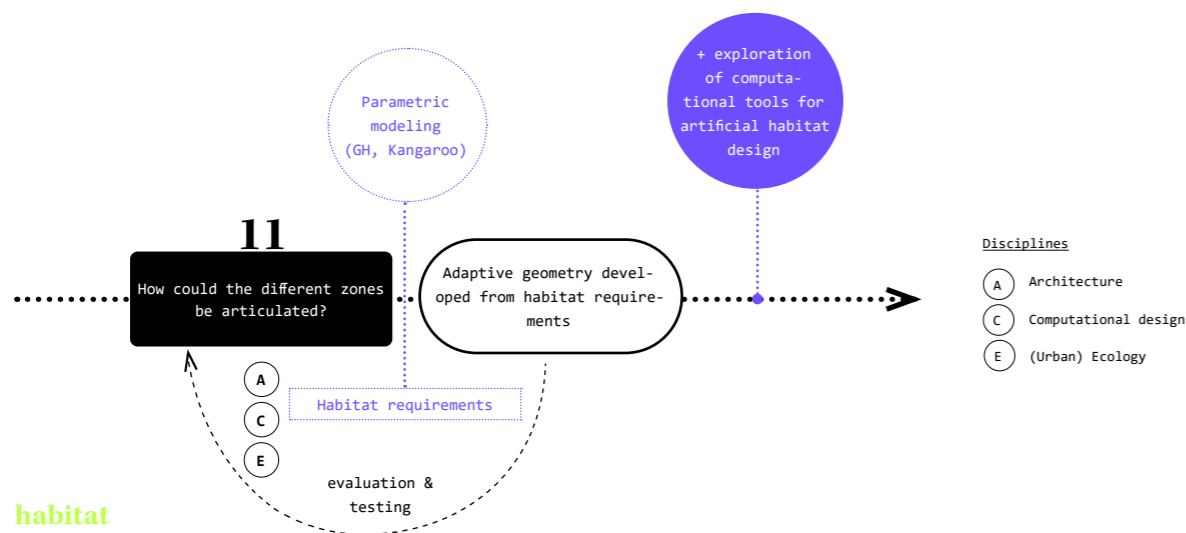 + exploration
of computa-
tional tools for
artificial habitat
design
Parametric
modeling
(GH, Kangaroo)
11
How could the different zones
be articulated?
Adaptive geometry devel-
oped from habitat require-
ments
Disciplines
A Architecture
C Computational design
E (Urban) Ecology
A
C
E
Habitat requirements
evaluation &
testing
habitat